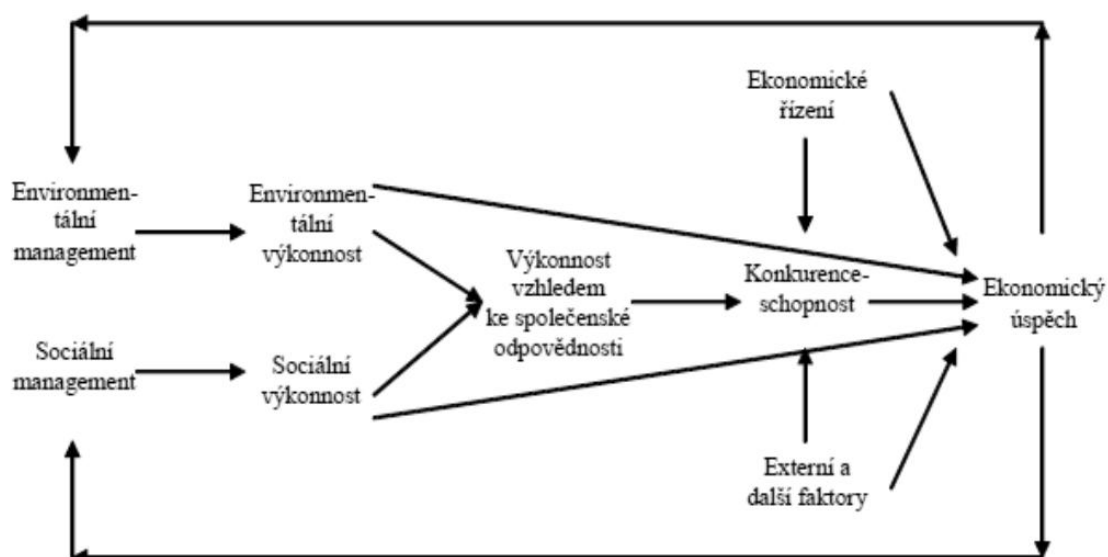 Ekonomické
řízení
Environmen-
tální
management
Environmen-
tální
výkonnost
Výkonnost
vzhledem
ke společenské
odpovědnosti
Konkurence-
schopnost
Ekonomický
úspěch
Sociální
management
Sociální
výkonnost
Externí a
další faktory